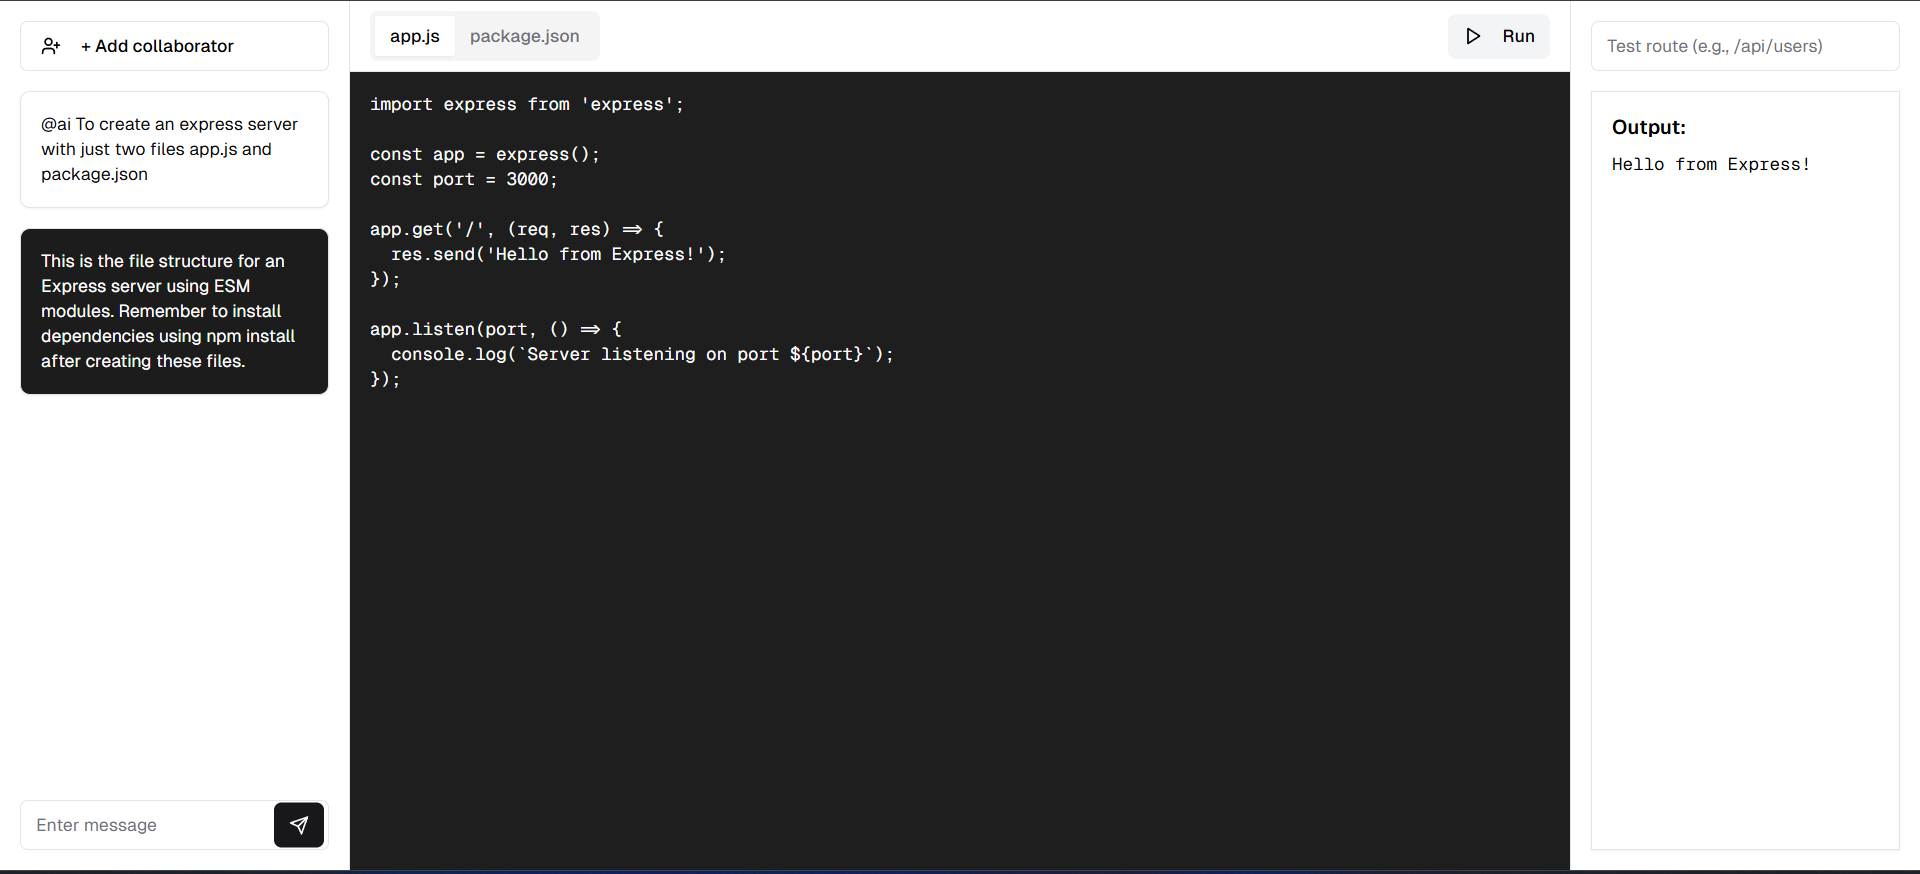 + Add collaborator
@ai To create an express server
with just two files app.js and
package.json
This is the file structure for an
Express server using ESM
modules. Remember to install
dependencies using npm install
after creating these files.
Enter message
app.js package.json
Run
import express from 'express';
const app = express();
const port = 3000;
app.get('/', (req, res) => {
  res.send('Hello from Express!');
});
app.listen(port, () => {
  console.log(`Server listening on port ${port}`);
});
Test route (e.g., /api/users)
Output:
Hello from Express!